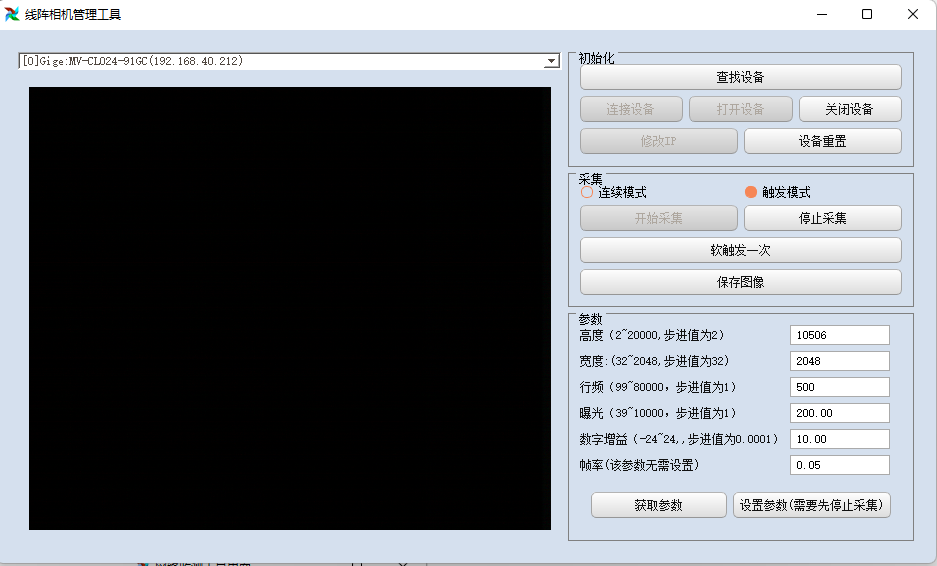 线阵相机管理工具
[0]Gige:MV-CL024-91GC(192.168.40.212)
初始化
查找设备
连接设备 打开设备 关闭设备
修改IP 设备重置
采集
连续模式 触发模式
开始采集 停止采集
软触发一次
保存图像
参数
高度（2~20000,步进值为2） 10506
宽度:(32~2048,步进值为32) 2048
行频（99~80000，步进值为1） 500
曝光（39~10000，步进值为1） 200.00
数字增益（-24~24,,步进值为0.0001） 10.00
帧率(该参数无需设置) 0.05
获取参数 设置参数(需要先停止采集)